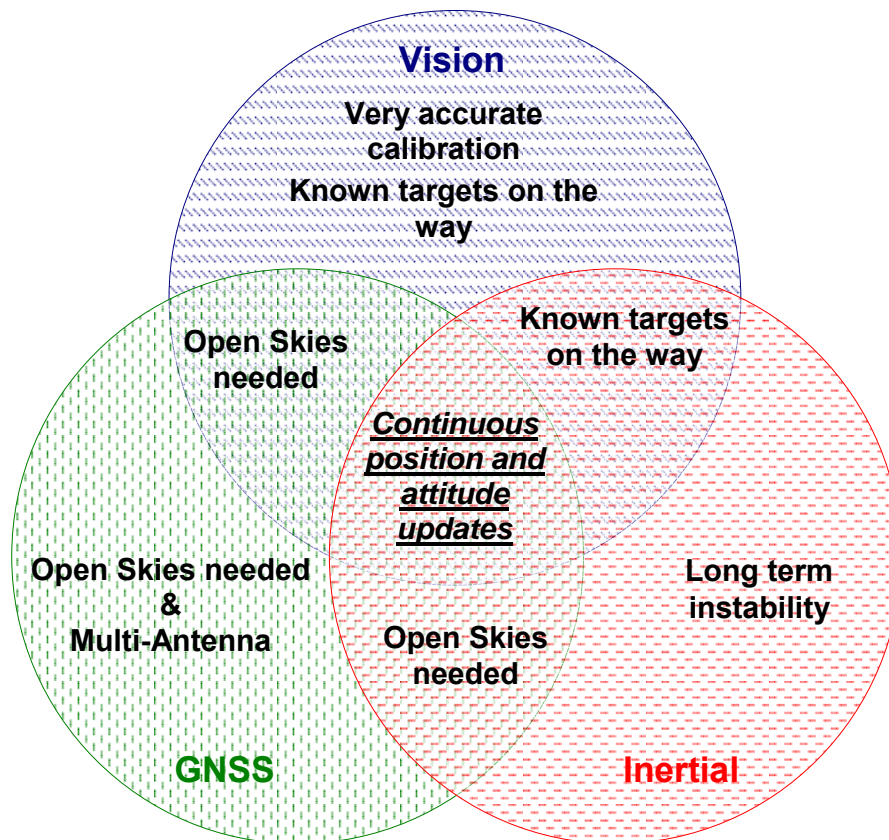 Vision
Very accurate
calibration
Known targets on the
way
Open Skies
needed
Known targets
on the way
Continuous
position and
attitude
updates
Open Skies needed
&
Multi-Antenna
Long term
instability
Open Skies
needed
GNSS
Inertial